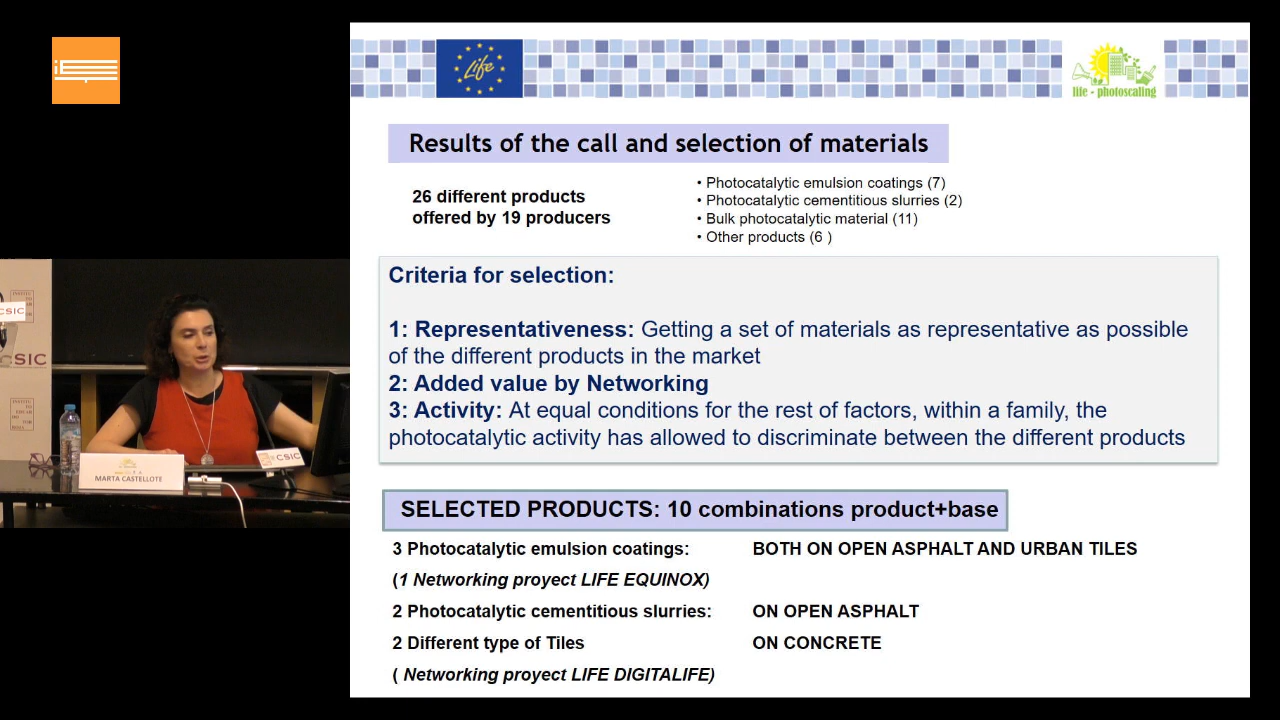 Life
life - photoscaling
Results of the call and selection of materials
26 different products
offered by 19 producers
• Photocatalytic emulsion coatings (7)
• Photocatalytic cementitious slurries (2)
• Bulk photocatalytic material (11)
• Other products (6 )
Criteria for selection:
1: Representativeness: Getting a set of materials as representative as possible
of the different products in the market
2: Added value by Networking
3: Activity: At equal conditions for the rest of factors, within a family, the
photocatalytic activity has allowed to discriminate between the different products
SELECTED PRODUCTS: 10 combinations product+base
3 Photocatalytic emulsion coatings: BOTH ON OPEN ASPHALT AND URBAN TILES
(1 Networking proyect LIFE EQUINOX)
2 Photocatalytic cementitious slurries: ON OPEN ASPHALT
2 Different type of Tiles ON CONCRETE
( Networking proyect LIFE DIGITALIFE)
CSIC
CSIC
MARTA CASTELLOTE
CSIC